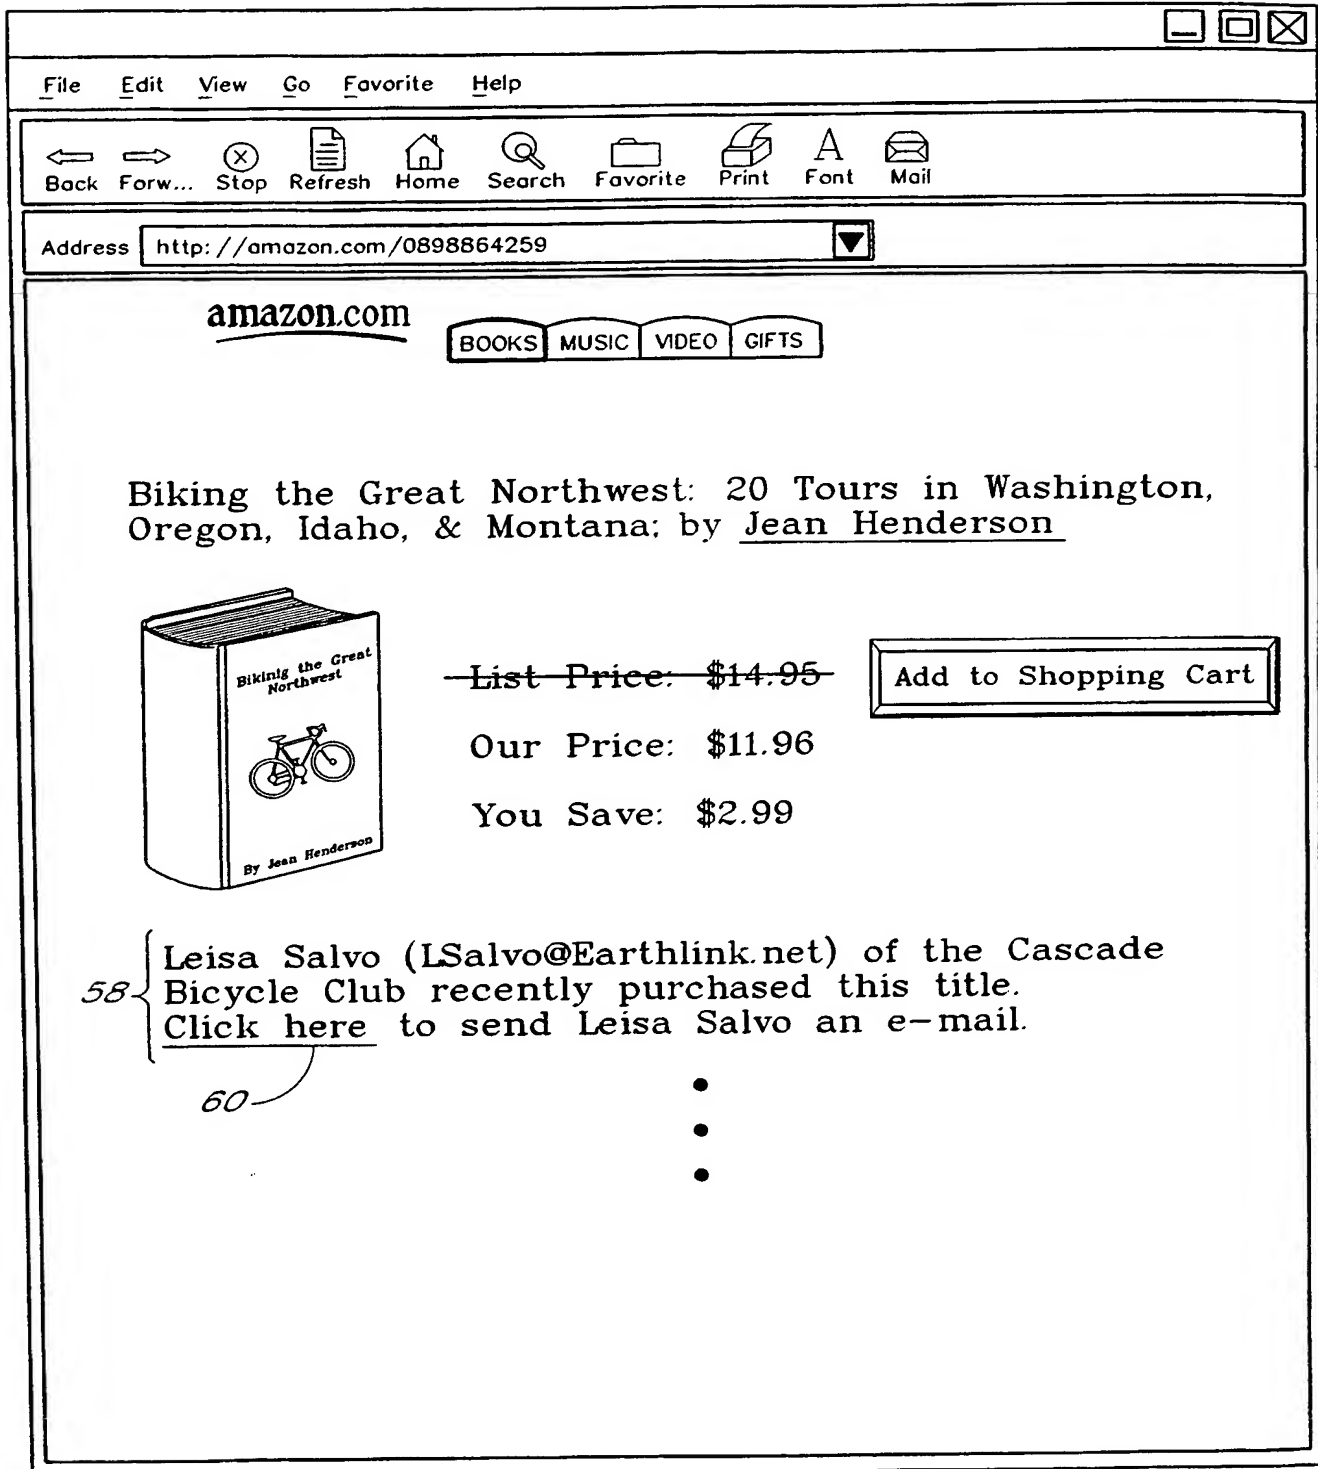 File Edit View Go Favorite Help
Back Forw... Stop Refresh Home Search Favorite Print Font Mail
A
Address http://amazon.com/0898864259
amazon.com
BOOKS MUSIC VIDEO GIFTS
Biking the Great Northwest: 20 Tours in Washington,
Oregon, Idaho, & Montana; by Jean Henderson
Bikinig the Great
Northwest
By Jean Henderson
List Price: $14.95
Add to Shopping Cart
Our Price: $11.96
You Save: $2.99
58
Leisa Salvo (LSalvo@Earthlink.net) of the Cascade
Bicycle Club recently purchased this title.
Click here to send Leisa Salvo an e-mail.
60